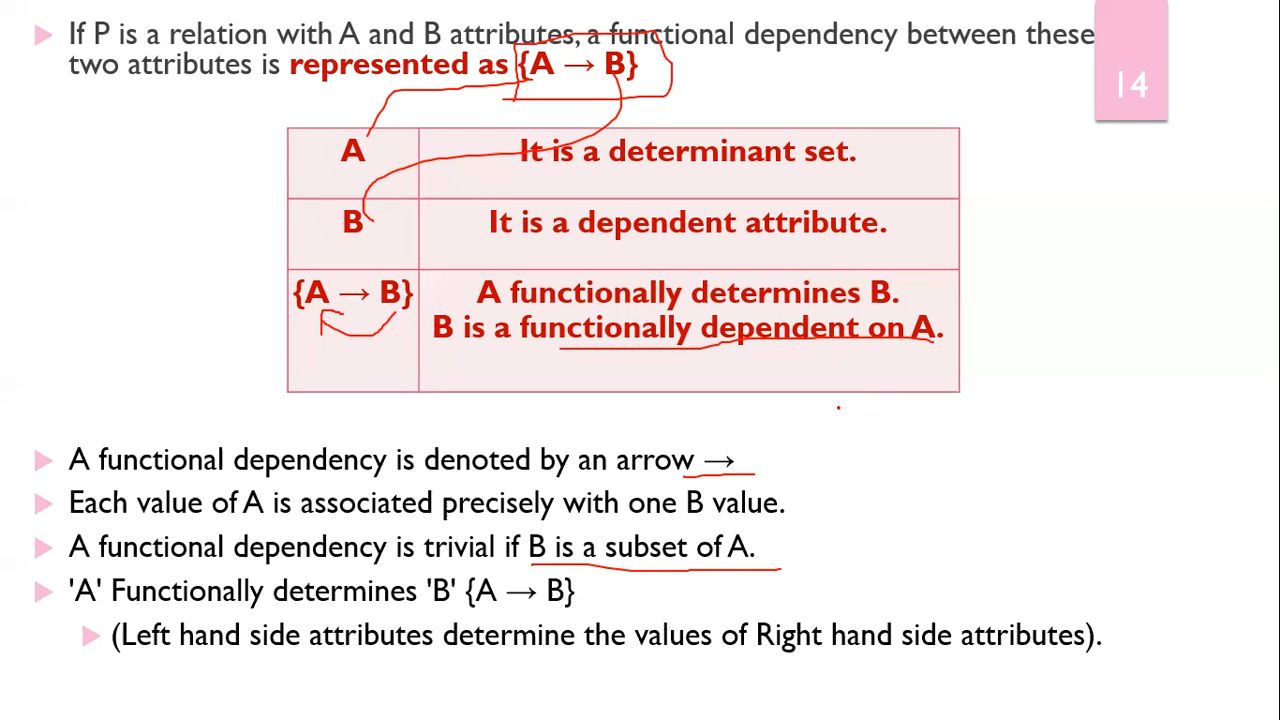 If P is a relation with A and B attributes, a functional dependency between these
two attributes is represented as {A → B}
14
A
It is a determinant set.
B
It is a dependent attribute.
{A → B}
A functionally determines B.
B is a functionally dependent on A.
A functional dependency is denoted by an arrow →
Each value of A is associated precisely with one B value.
A functional dependency is trivial if B is a subset of A.
'A' Functionally determines 'B' {A → B}
(Left hand side attributes determine the values of Right hand side attributes).